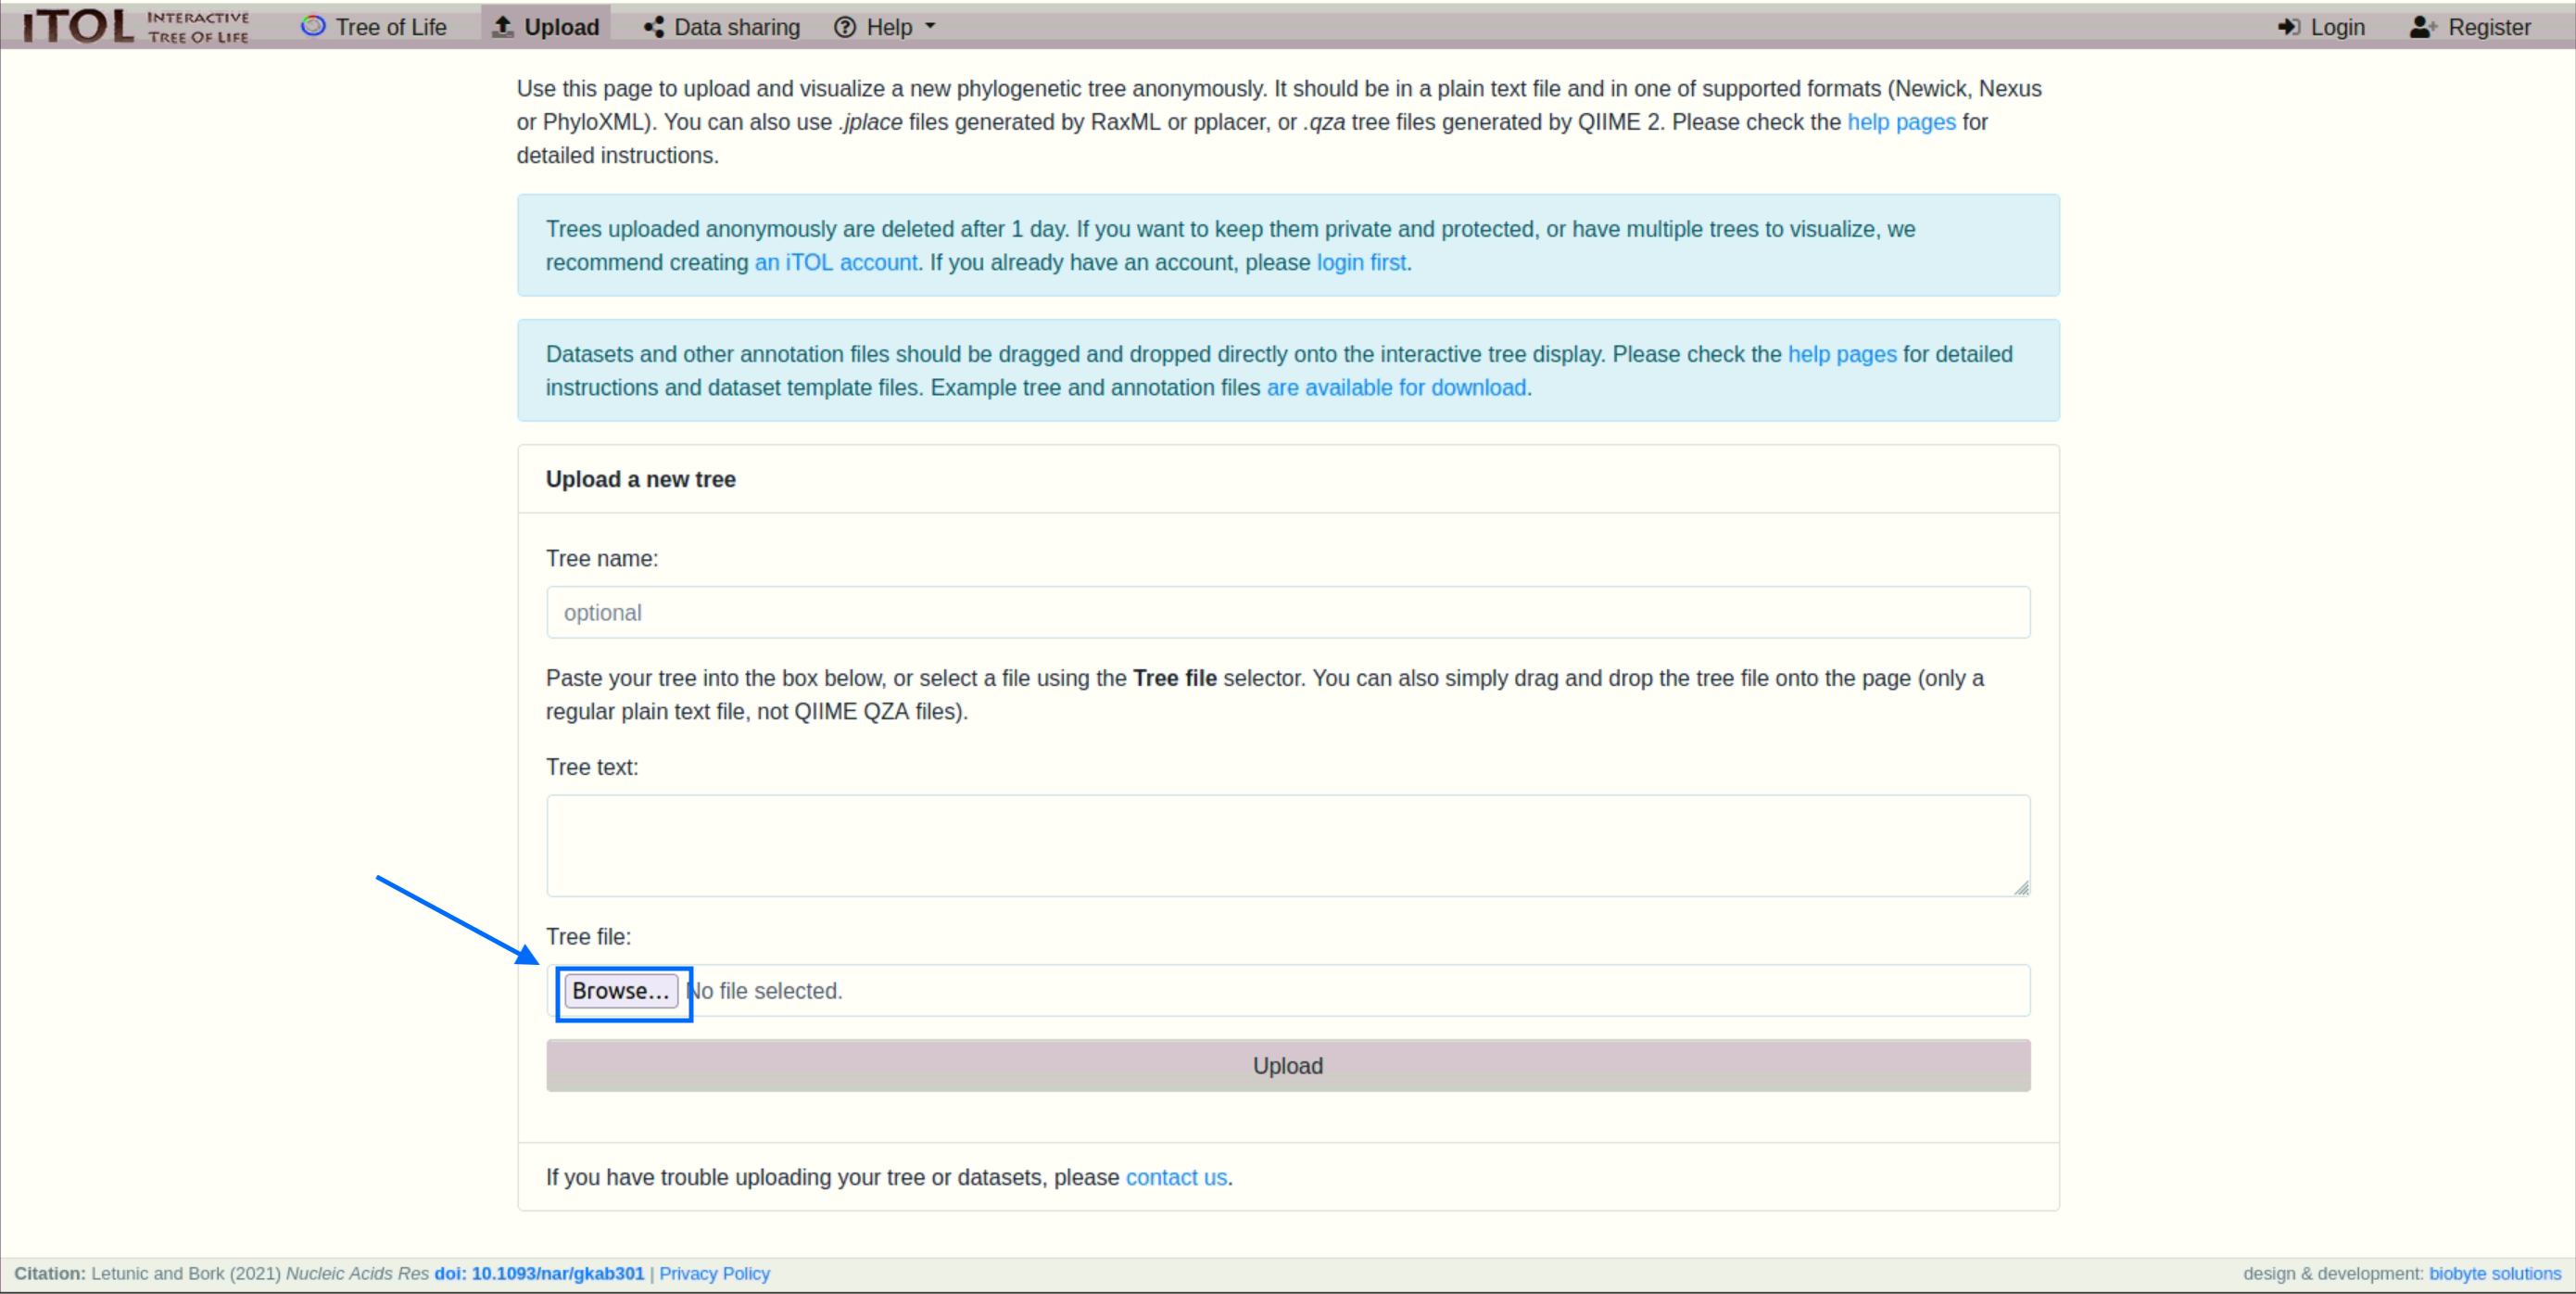 iTOL INTERACTIVE TREE OF LIFE Tree of Life Upload Data sharing Help Login Register
Use this page to upload and visualize a new phylogenetic tree anonymously. It should be in a plain text file and in one of supported formats (Newick, Nexus
or PhyloXML). You can also use .jplace files generated by RaxML or pplacer, or .qza tree files generated by QIIME 2. Please check the help pages for
detailed instructions.
Trees uploaded anonymously are deleted after 1 day. If you want to keep them private and protected, or have multiple trees to visualize, we
recommend creating an iTOL account. If you already have an account, please login first.
Datasets and other annotation files should be dragged and dropped directly onto the interactive tree display. Please check the help pages for detailed
instructions and dataset template files. Example tree and annotation files are available for download.
Upload a new tree
Tree name:
optional
Paste your tree into the box below, or select a file using the Tree file selector. You can also simply drag and drop the tree file onto the page (only a
regular plain text file, not QIIME QZA files).
Tree text:
Tree file:
Browse... No file selected.
Upload
If you have trouble uploading your tree or datasets, please contact us.
Citation: Letunic and Bork (2021) Nucleic Acids Res doi: 10.1093/nar/gkab301 | Privacy Policy design & development: biobyte solutions